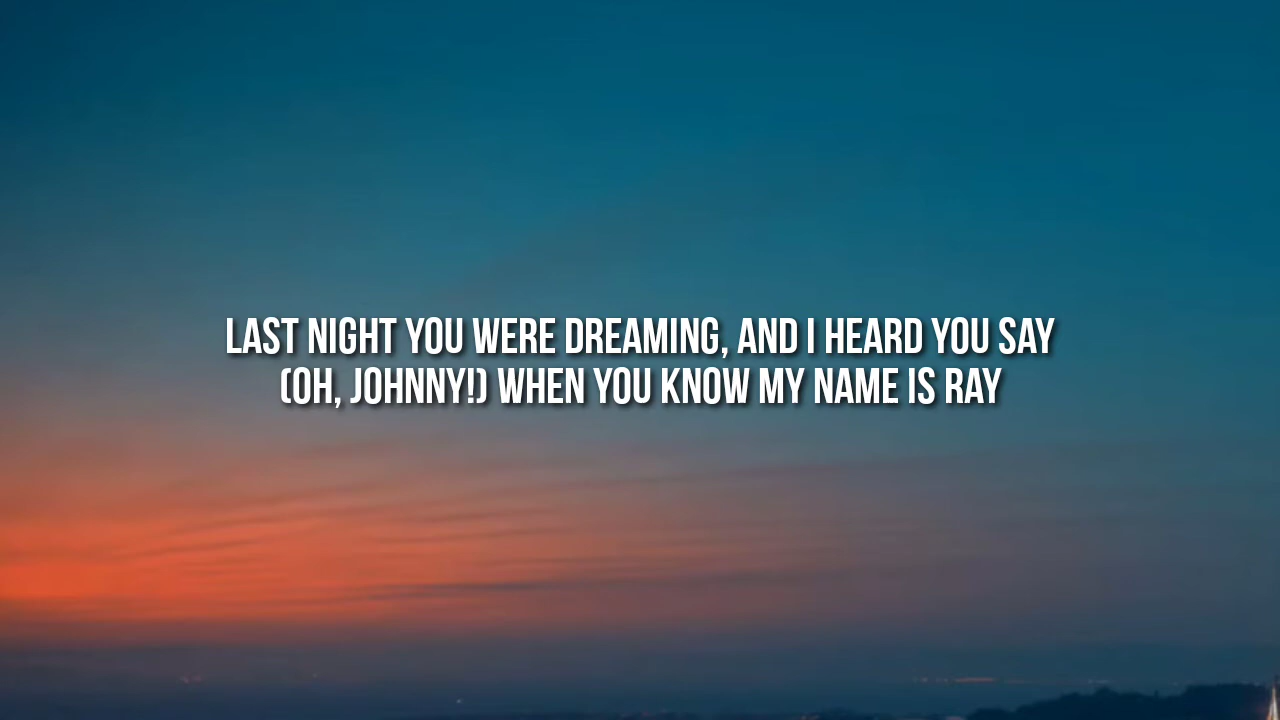 LAST NIGHT YOU WERE DREAMING, AND I HEARD YOU SAY
(OH, JOHNNY!) WHEN YOU KNOW MY NAME IS RAY